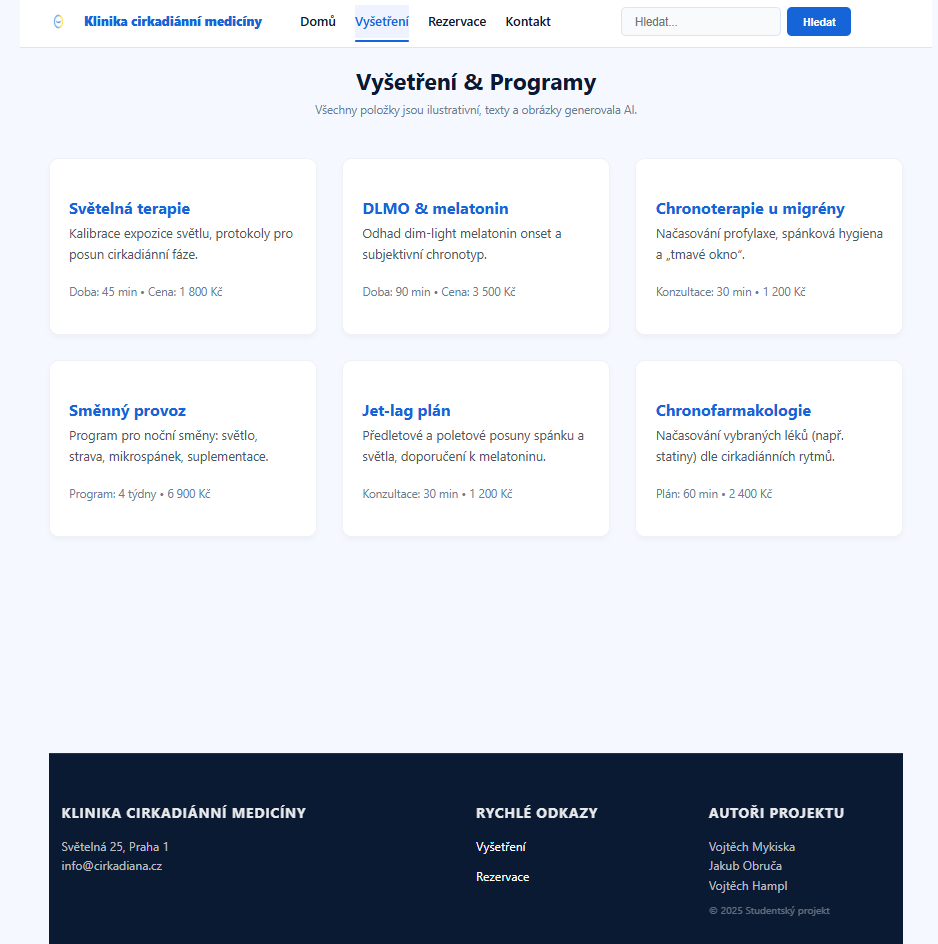 Klinika cirkadiánní medicíny
Domů
Vyšetření
Rezervace
Kontakt
Hledat...
Hledat
Vyšetření & Programy
Všechny položky jsou ilustrativní, texty a obrázky generovala AI.
Světelná terapie
Kalibrace expozice světlu, protokoly pro
posun cirkadiánní fáze.
Doba: 45 min • Cena: 1 800 Kč
DLMO & melatonin
Odhad dim-light melatonin onset a
subjektivní chronotyp.
Doba: 90 min • Cena: 3 500 Kč
Chronoterapie u migrény
Načasování profylaxe, spánková hygiena
a „tmavé okno“.
Konzultace: 30 min • 1 200 Kč
Směnný provoz
Program pro noční směny: světlo,
strava, mikrospánek, suplementace.
Program: 4 týdny • 6 900 Kč
Jet-lag plán
Předletové a poletové posuny spánku a
světla, doporučení k melatoninu.
Konzultace: 30 min • 1 200 Kč
Chronofarmakologie
Načasování vybraných léků (např.
statiny) dle cirkadiánních rytmů.
Plán: 60 min • 2 400 Kč
KLINIKA CIRKADIÁNNÍ MEDICÍNY
Světelná 25, Praha 1
info@cirkadiana.cz
RYCHLÉ ODKAZY
Vyšetření
Rezervace
AUTOŘI PROJEKTU
Vojtěch Mykiska
Jakub Obruča
Vojtěch Hampl
© 2025 Studentský projekt